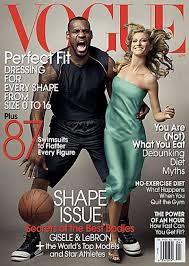 VOGUE
Perfect Fit
DRESSING FOR
EVERY SHAPE
FROM
SIZE 0 TO 16
Plus
87
Swimsuits
to Flatter
Every Figure
You Are
(Not)
What You Eat
Debunking
Diet Myths
NO-EXERCISE DIET
What Happens
When You
Quit the Gym
THE POWER OF
AN HOUR
How Fast Can
You Get Fit?
SHAPE
ISSUE
Secrets of the Best Bodies
GISELE & LEBRON
+ the World's Top Models
and Star Athletes